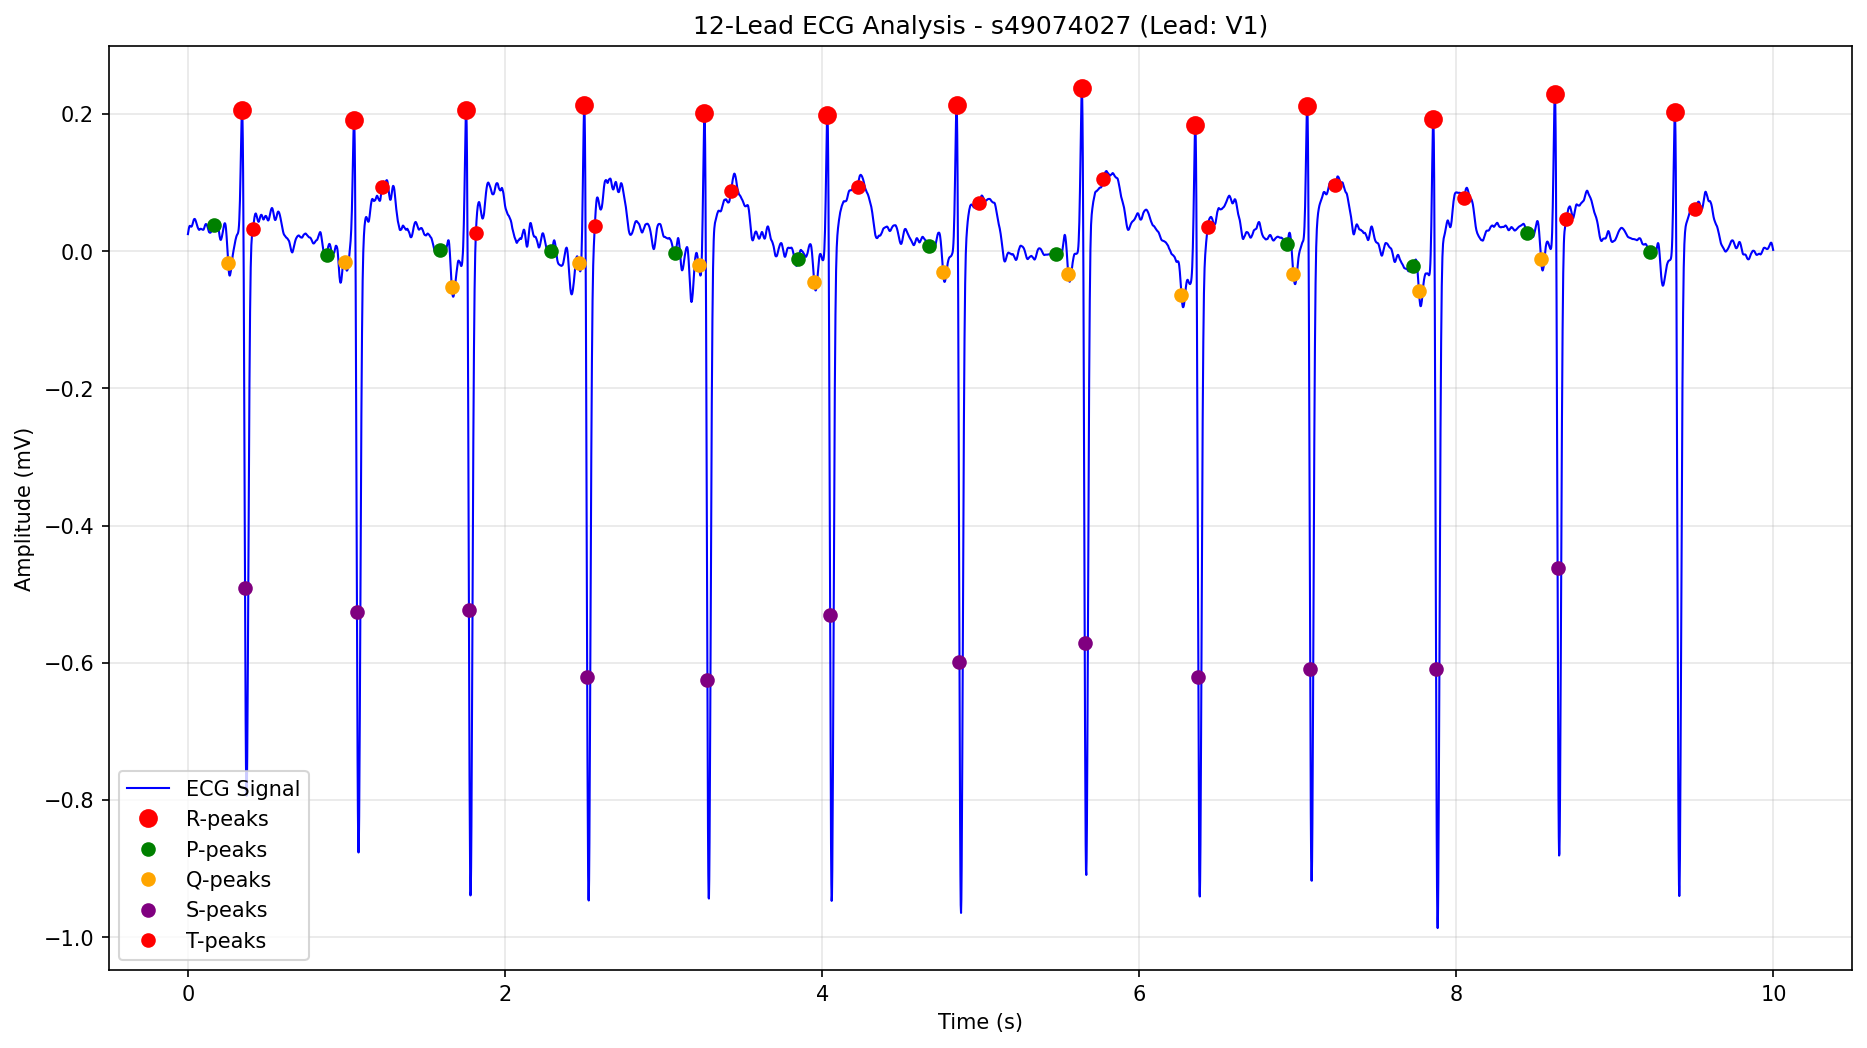 12-Lead ECG Analysis - s49074027 (Lead: V1)
0.2
0.0
−0.2
−0.4
−0.6
−0.8
−1.0
Amplitude (mV)
ECG Signal
R-peaks
P-peaks
Q-peaks
S-peaks
T-peaks
0 2 4 6 8 10
Time (s)